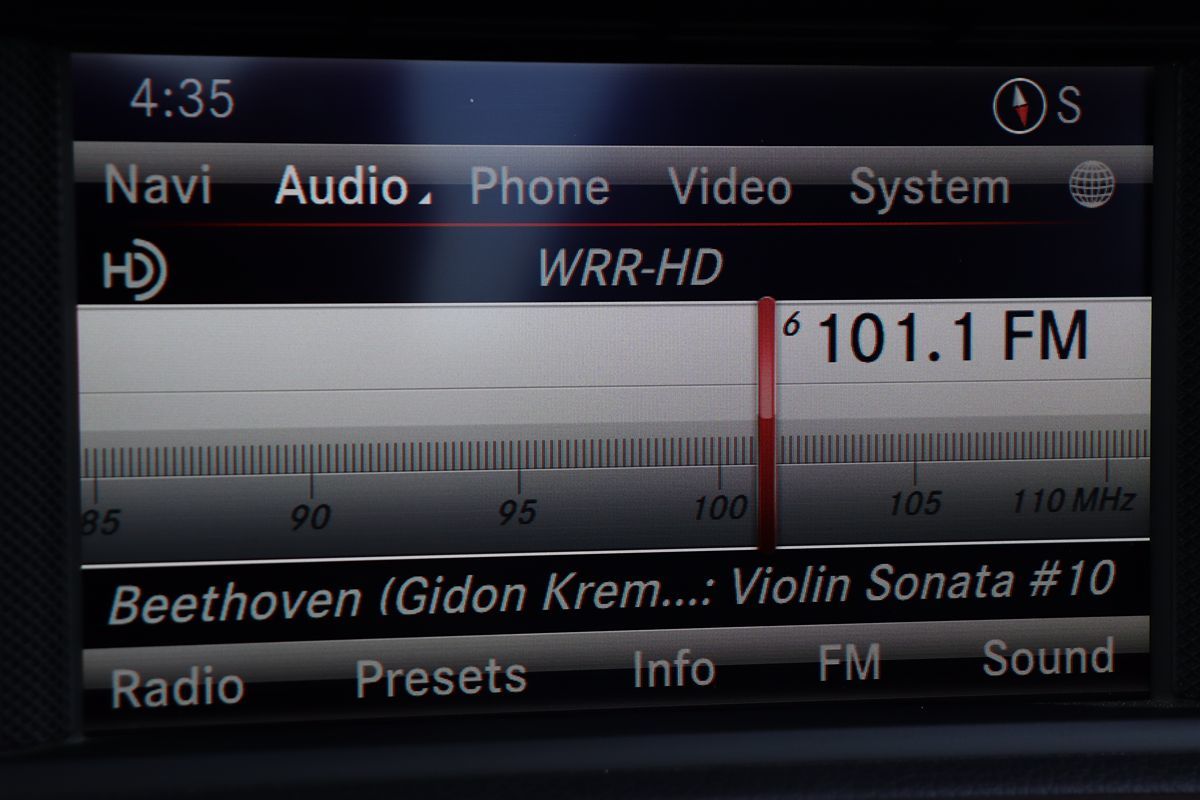 4:35 S
Navi Audio Phone Video System
HD WRR-HD
6 101.1 FM
85 90 95 100 105 110 MHz
Beethoven (Gidon Krem...: Violin Sonata #10
Radio Presets Info FM Sound